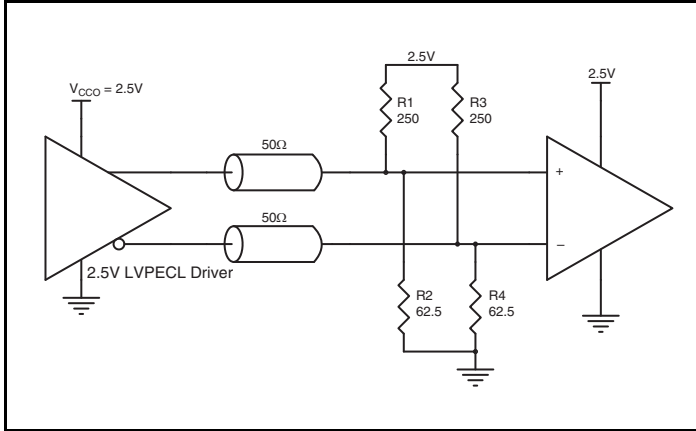 2.5V
V_CCO = 2.5V
2.5V
R1
250
R3
250
50Ω
+
50Ω
–
2.5V LVPECL Driver
R2
62.5
R4
62.5